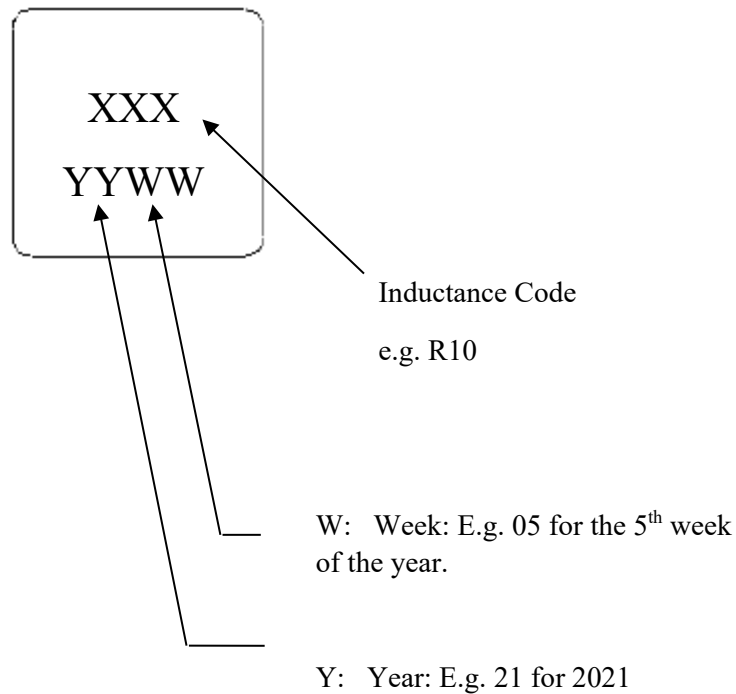 XXX
YYWW
Inductance Code
e.g. R10
W: Week: E.g. 05 for the 5th week
of the year.
Y: Year: E.g. 21 for 2021